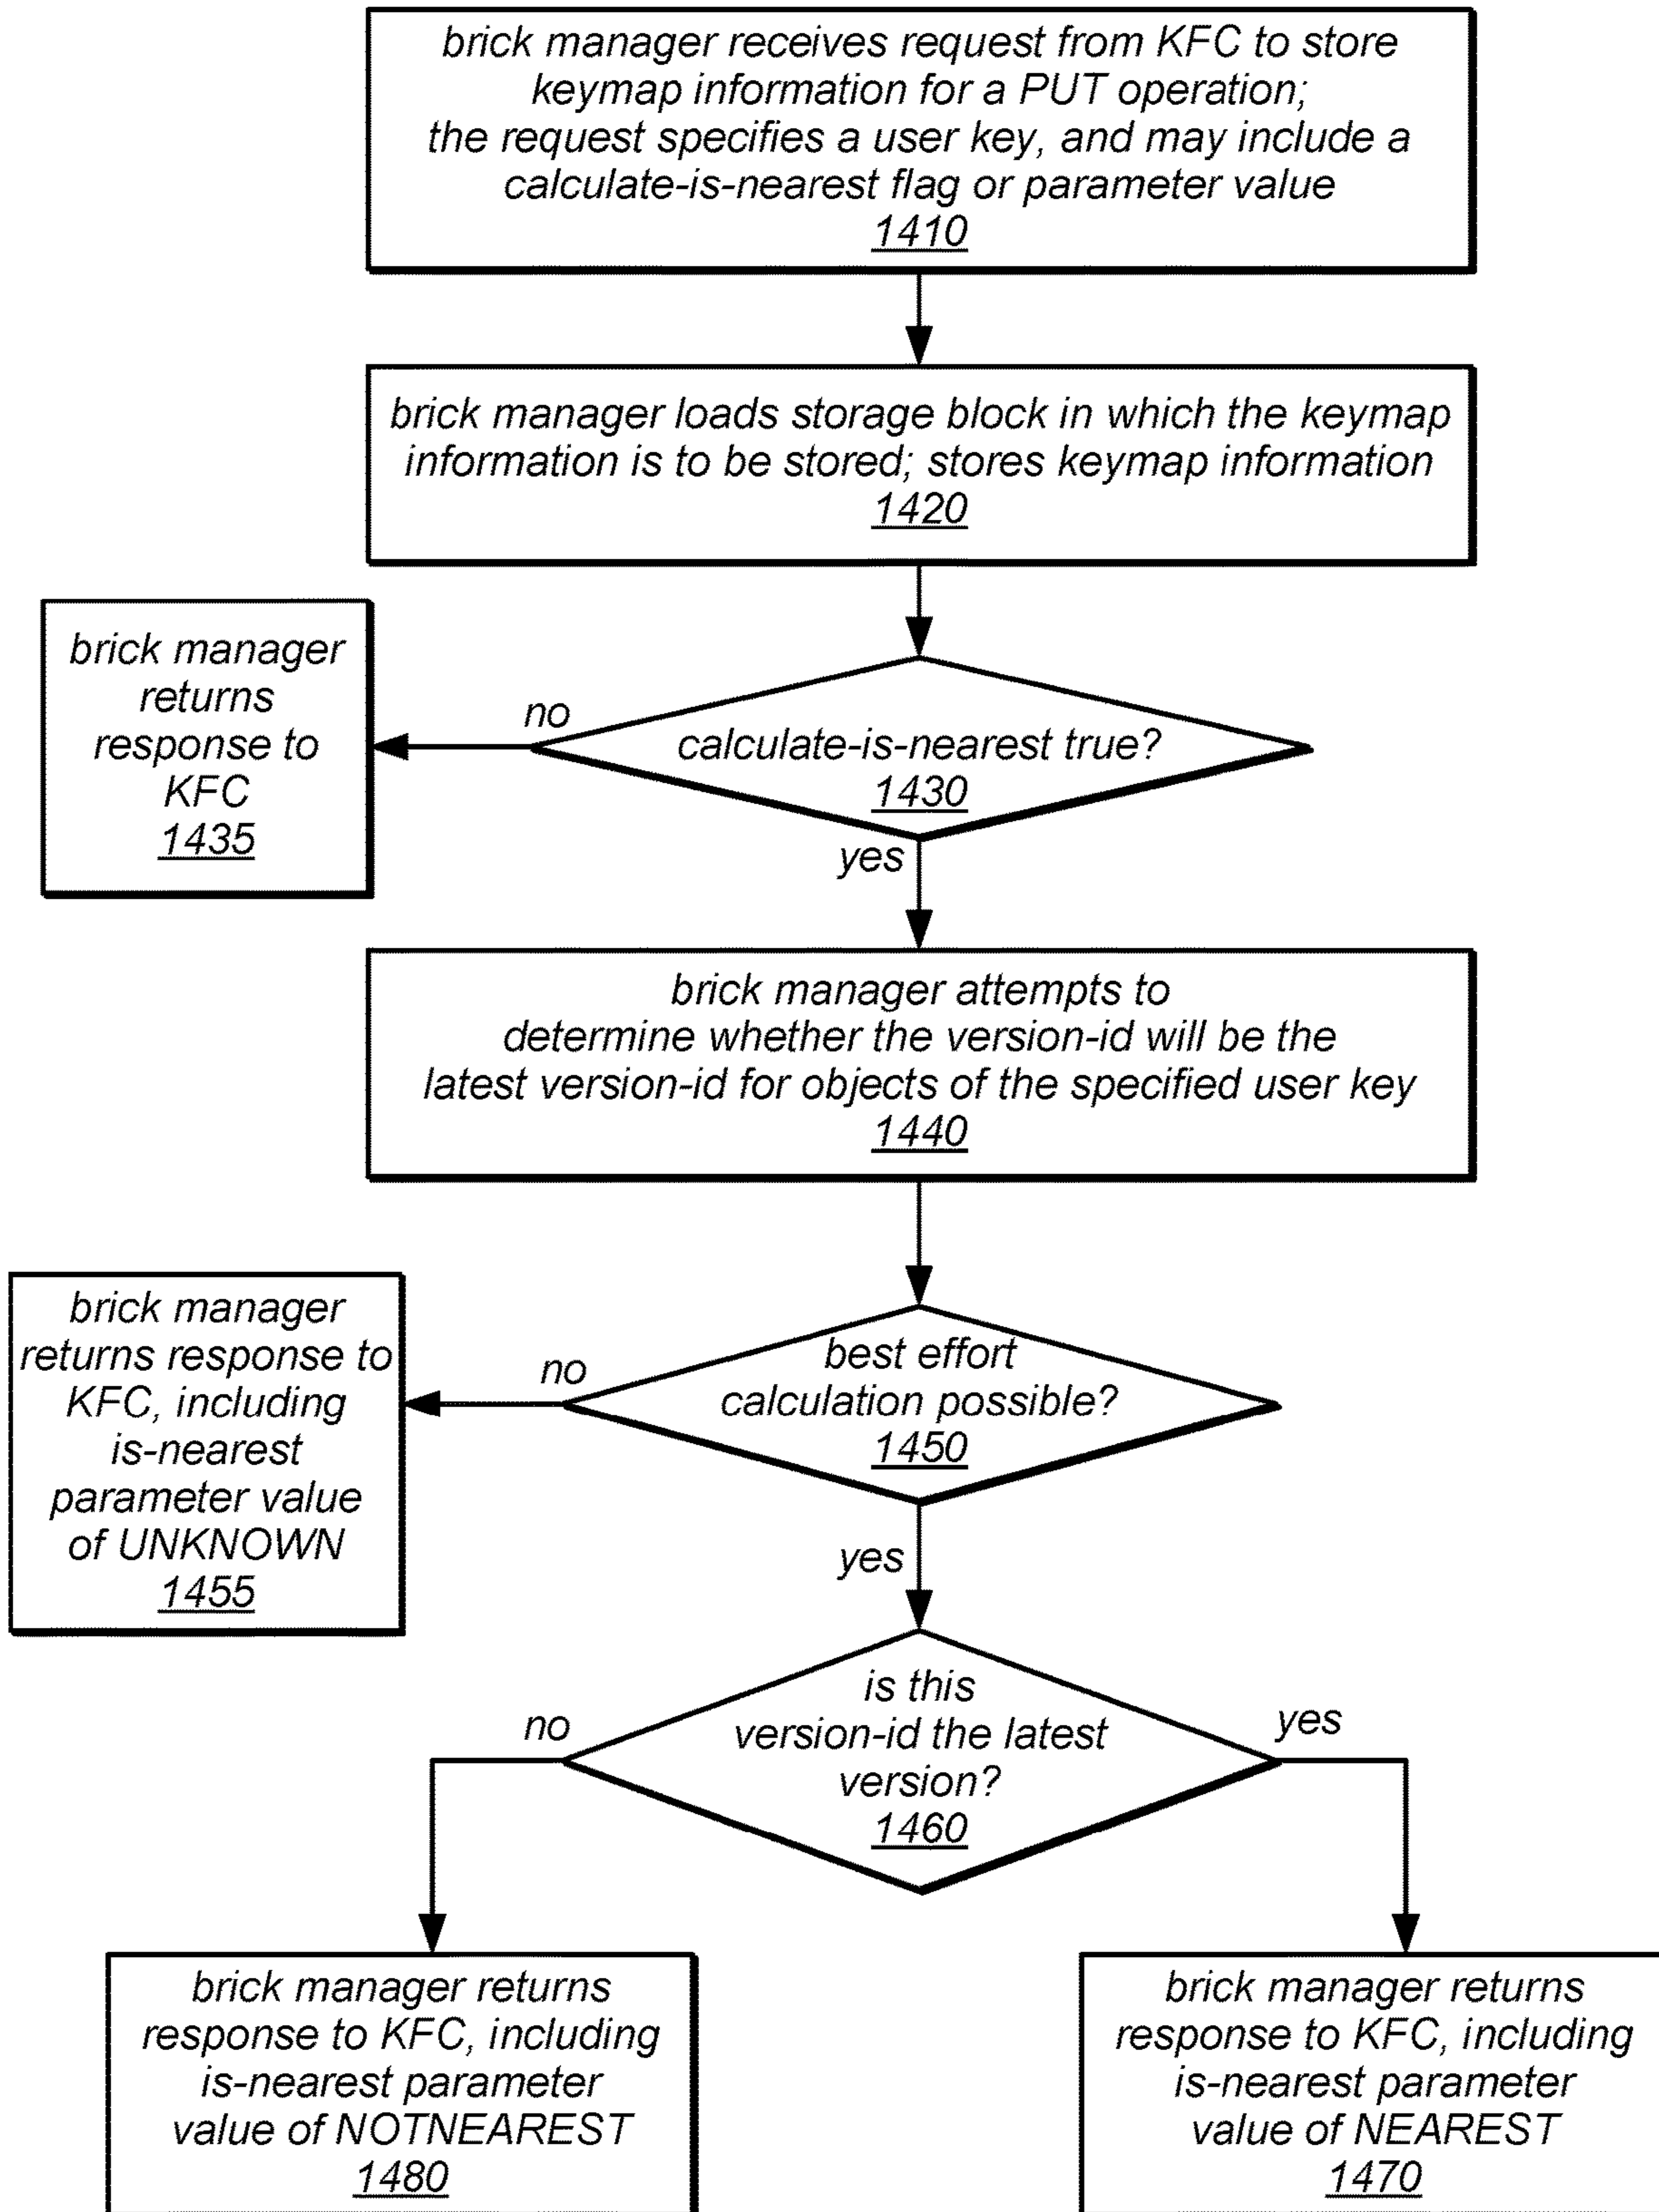 brick manager receives request from KFC to store
keymap information for a PUT operation;
the request specifies a user key, and may include a
calculate-is-nearest flag or parameter value
1410
brick manager loads storage block in which the keymap
information is to be stored; stores keymap information
1420
calculate-is-nearest true?
1430
no
brick manager
returns
response to
KFC
1435
yes
brick manager attempts to
determine whether the version-id will be the
latest version-id for objects of the specified user key
1440
best effort
calculation possible?
1450
no
brick manager
returns response to
KFC, including
is-nearest
parameter value
of UNKNOWN
1455
yes
is this
version-id the latest
version?
1460
no
yes
brick manager returns
response to KFC, including
is-nearest parameter
value of NOTNEAREST
1480
brick manager returns
response to KFC, including
is-nearest parameter
value of NEAREST
1470